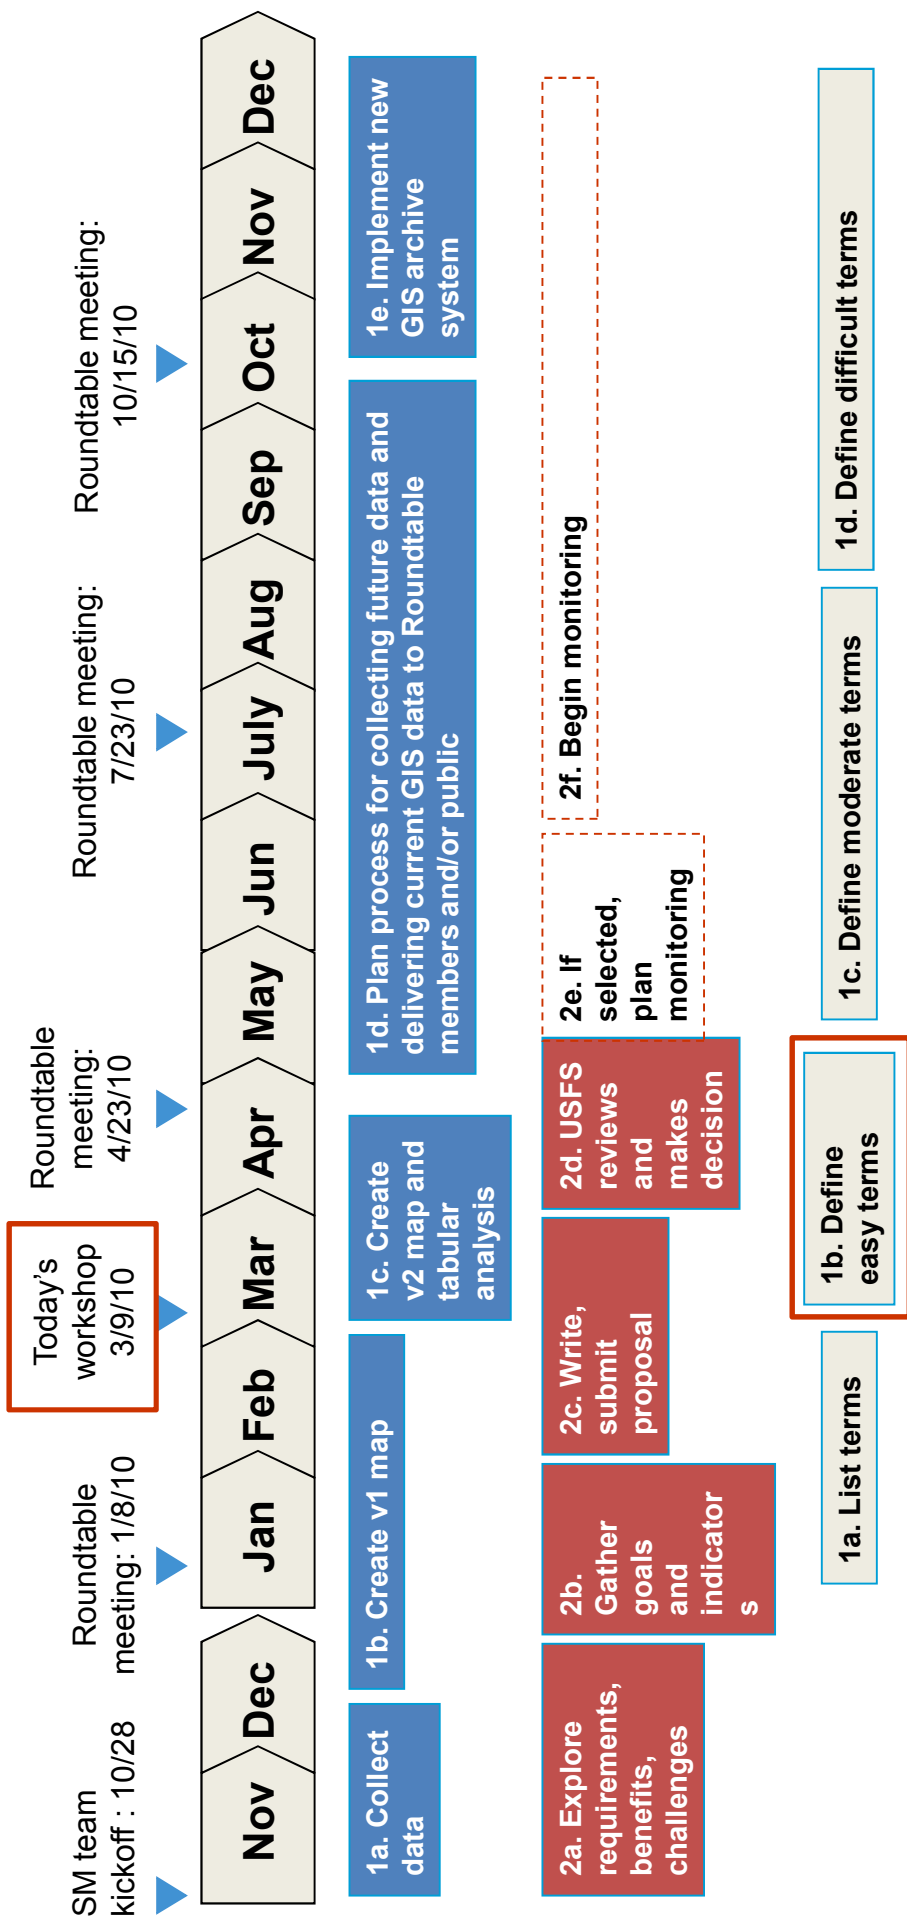 SM team
kickoff : 10/28
Roundtable
meeting: 1/8/10
Today’s
workshop
3/9/10
Roundtable
meeting:
4/23/10
Roundtable meeting:
7/23/10
Roundtable meeting:
10/15/10
Nov
Dec
Jan
Feb
Mar
Apr
May
Jun
July
Aug
Sep
Oct
Nov
Dec
1a. Collect
data
1b. Create v1 map
1c. Create
v2 map and
tabular
analysis
1d. Plan process for collecting future data and
delivering current GIS data to Roundtable
members and/or public
1e. Implement new
GIS archive
system
2a. Explore
requirements,
benefits,
challenges
2b.
Gather
goals
and
indicator
s
2c. Write,
submit
proposal
2d. USFS
reviews
and
makes
decision
2e. If
selected,
plan
monitoring
2f. Begin monitoring
1a. List terms
1b. Define
easy terms
1c. Define moderate terms
1d. Define difficult terms